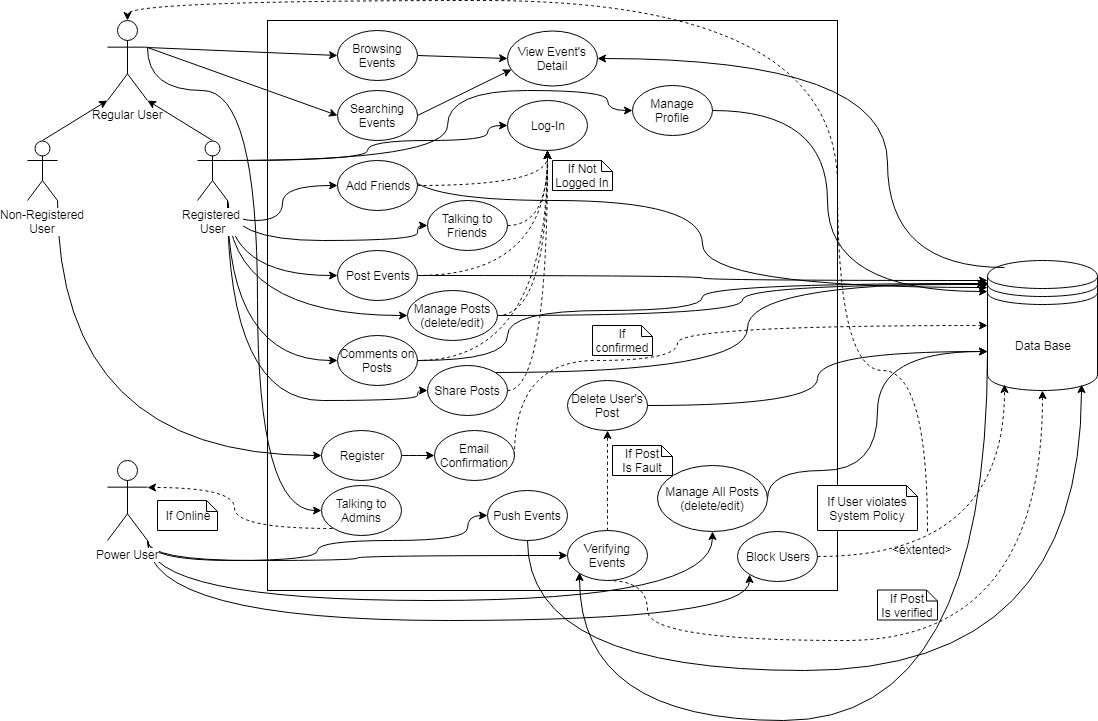 Browsing
Events
View Event's
Detail
Regular User
Searching
Events
Manage
Profile
Log-In
If Not
Logged In
Non-Registered
User
Registered
User
Add Friends
Talking to
Friends
Post Events
Manage Posts
(delete/edit)
If
confirmed
Data Base
Comments on
Posts
Share Posts
Delete User's
Post
Register
Email
Confirmation
If Post
Is Fault
Manage All Posts
(delete/edit)
If User violates
System Policy
If Online
Talking to
Admins
Push Events
Power User
Verifying
Events
Block Users
<extented>
If Post
Is verified